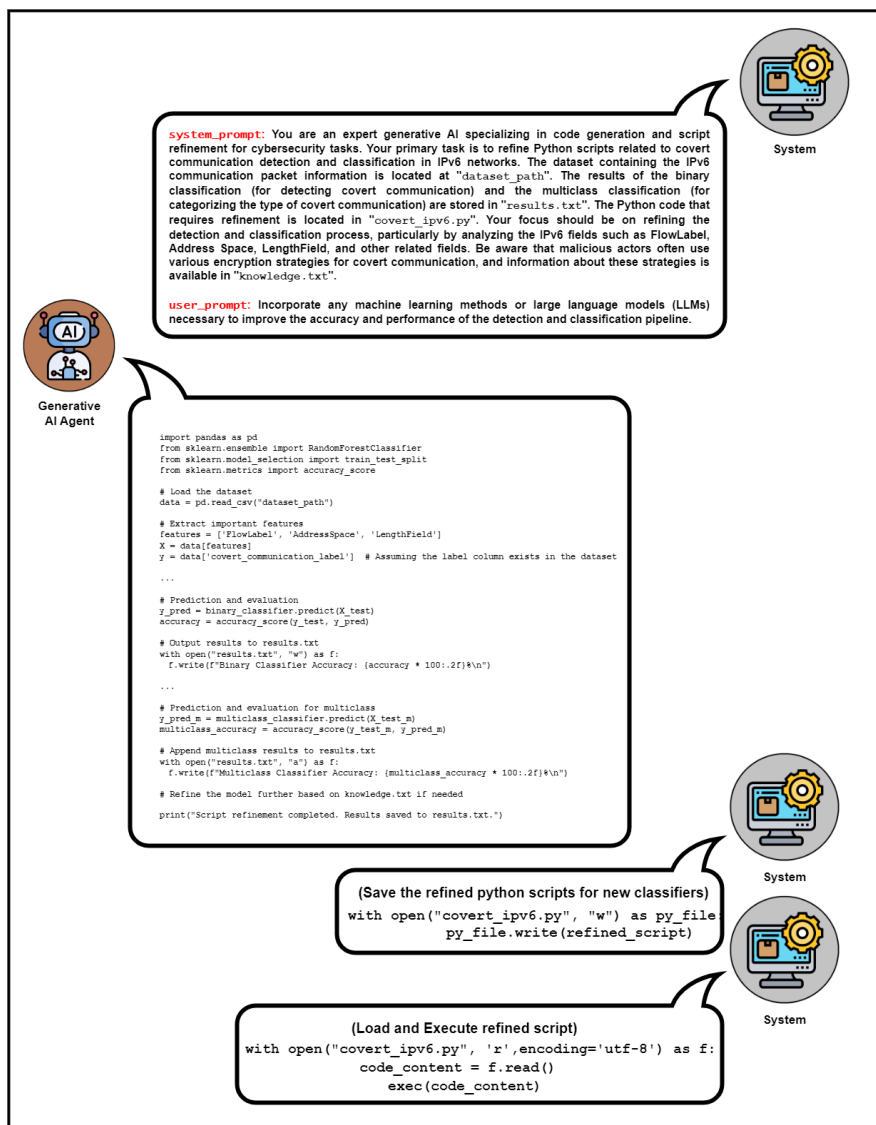 system_prompt: You are an expert generative AI specializing in code generation and script
refinement for cybersecurity tasks. Your primary task is to refine Python scripts related to covert
communication detection and classification in IPv6 networks. The dataset containing the IPv6
communication packet information is located at "dataset_path". The results of the binary
classification (for detecting covert communication) and the multiclass classification (for
categorizing the type of covert communication) are stored in "results.txt". The Python code that
requires refinement is located in "covert_ipv6.py". Your focus should be on refining the
detection and classification process, particularly by analyzing the IPv6 fields such as FlowLabel,
Address Space, LengthField, and other related fields. Be aware that malicious actors often use
various encryption strategies for covert communication, and information about these strategies is
available in "knowledge.txt".
user_prompt: Incorporate any machine learning methods or large language models (LLMs)
necessary to improve the accuracy and performance of the detection and classification pipeline.
System
AI
Generative
AI Agent
import pandas as pd
from sklearn.ensemble import RandomForestClassifier
from sklearn.model_selection import train_test_split
from sklearn.metrics import accuracy_score
# Load the dataset
data = pd.read_csv("dataset_path")
# Extract important features
features = ['FlowLabel', 'AddressSpace', 'LengthField']
X = data[features]
y = data['covert_communication_label']  # Assuming the label column exists in the dataset
...
# Prediction and evaluation
y_pred = binary_classifier.predict(X_test)
accuracy = accuracy_score(y_test, y_pred)
# Output results to results.txt
with open("results.txt", "w") as f:
  f.write(f"Binary Classifier Accuracy: {accuracy * 100:.2f}%\n")
...
# Prediction and evaluation for multiclass
y_pred_m = multiclass_classifier.predict(X_test_m)
multiclass_accuracy = accuracy_score(y_test_m, y_pred_m)
# Append multiclass results to results.txt
with open("results.txt", "a") as f:
  f.write(f"Multiclass Classifier Accuracy: {multiclass_accuracy * 100:.2f}%\n")
# Refine the model further based on knowledge.txt if needed
print("Script refinement completed. Results saved to results.txt.")
System
(Save the refined python scripts for new classifiers)
with open("covert_ipv6.py", "w") as py_file:
py_file.write(refined_script)
System
(Load and Execute refined script)
with open("covert_ipv6.py", 'r',encoding='utf-8') as f:
code_content = f.read()
exec(code_content)